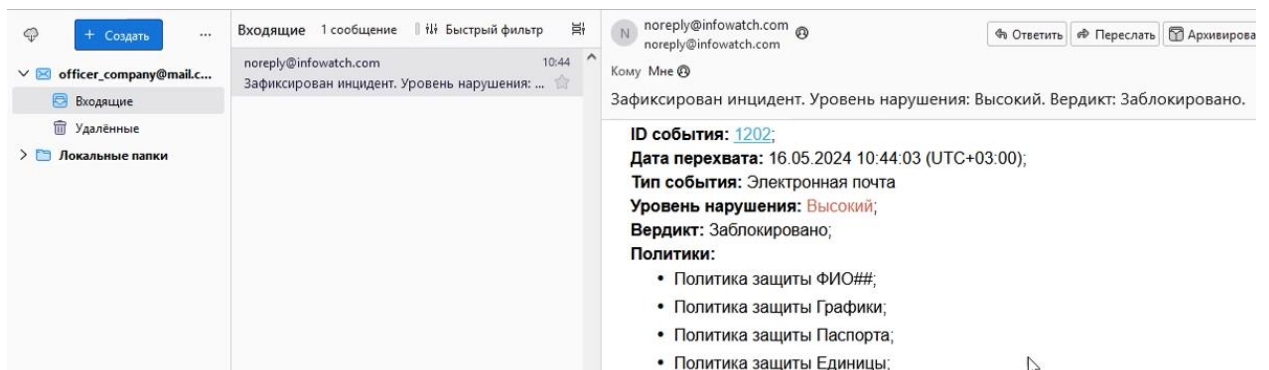 + Создать ...
officer_company@mail.c...
Входящие
Удалённые
Локальные папки
Входящие 1 сообщение Быстрый фильтр
noreply@infowatch.com 10:44
Зафиксирован инцидент. Уровень нарушения: ...
N noreply@infowatch.com
noreply@infowatch.com
Ответить Переслать Архивирова
Кому Мне
Зафиксирован инцидент. Уровень нарушения: Высокий. Вердикт: Заблокировано.
ID события: 1202;
Дата перехвата: 16.05.2024 10:44:03 (UTC+03:00);
Тип события: Электронная почта
Уровень нарушения: Высокий;
Вердикт: Заблокировано;
Политики:
• Политика защиты ФИО##;
• Политика защиты Графики;
• Политика защиты Паспорта;
• Политика защиты Единицы;